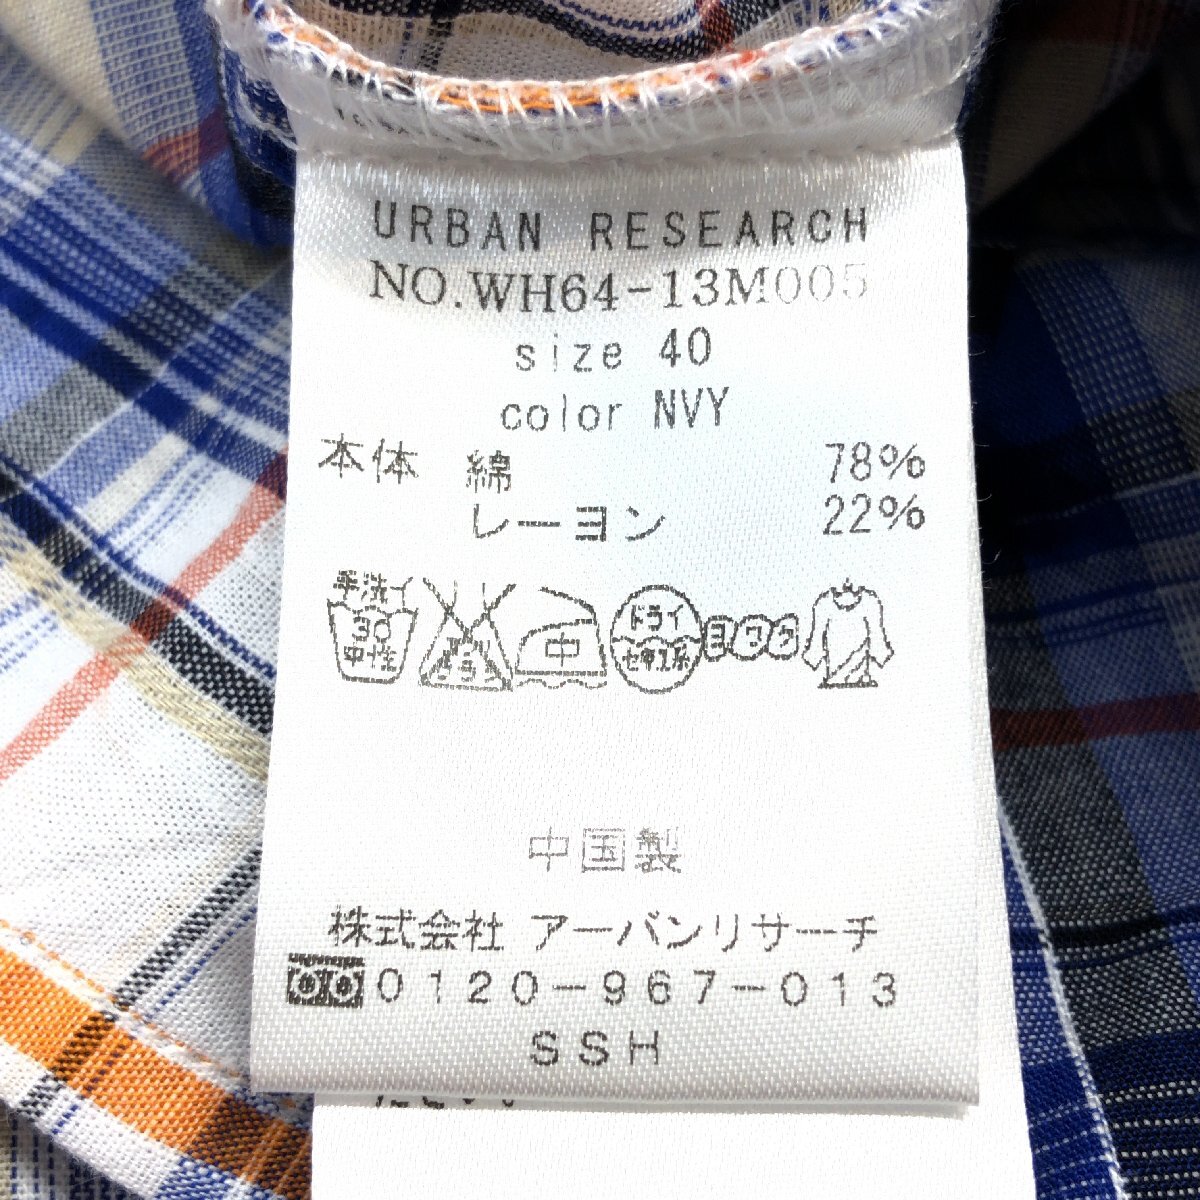 URBAN RESEARCH
NO.WH64-13M005
size 40
color NVY
本体 綿 78%
レーヨン 22%
手洗イ
30
中性
中
ドライ
セキユ系
ヨワク
中国製
株式会社 アーバンリサーチ
0120-967-013
SSH